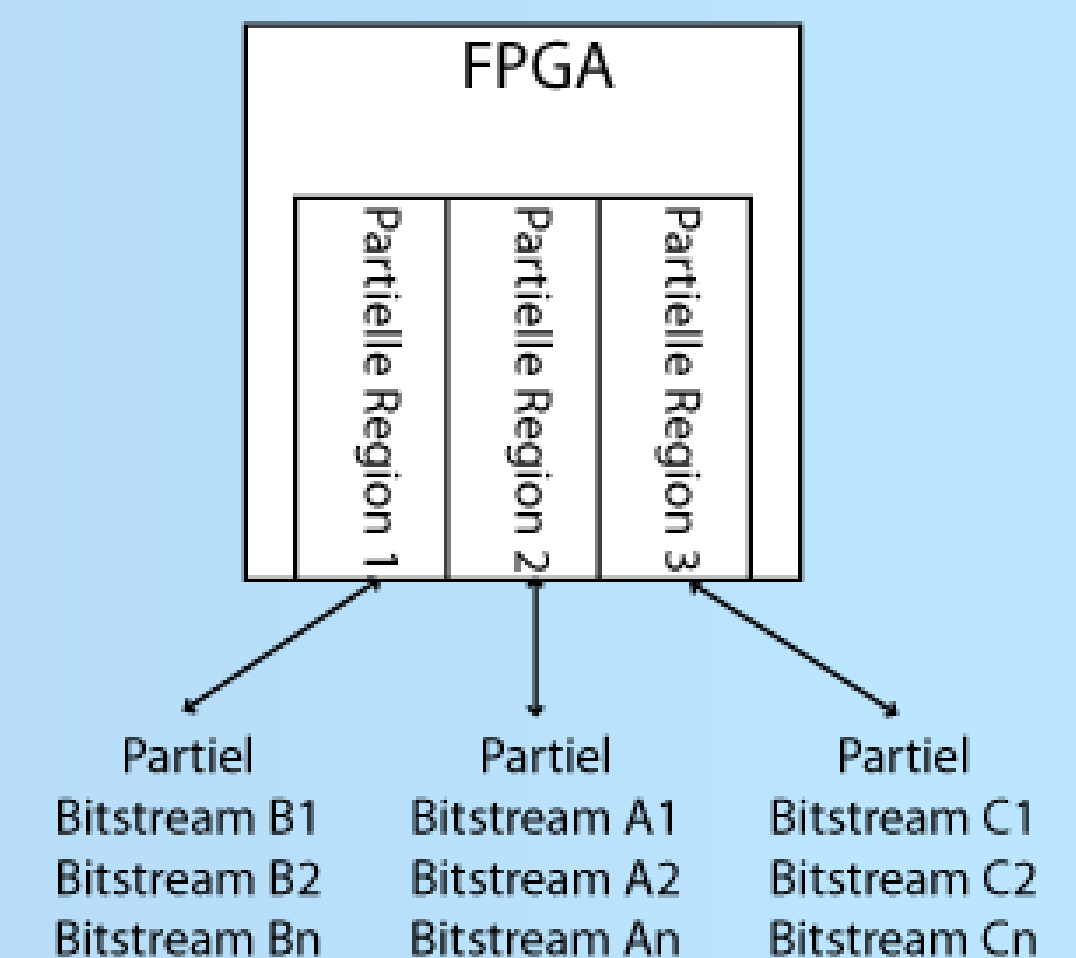 FPGA
Partielle Region 1
Partielle Region 2
Partielle Region 3
Partiel
Bitstream B1
Bitstream B2
Bitstream Bn
Partiel
Bitstream A1
Bitstream A2
Bitstream An
Partiel
Bitstream C1
Bitstream C2
Bitstream Cn